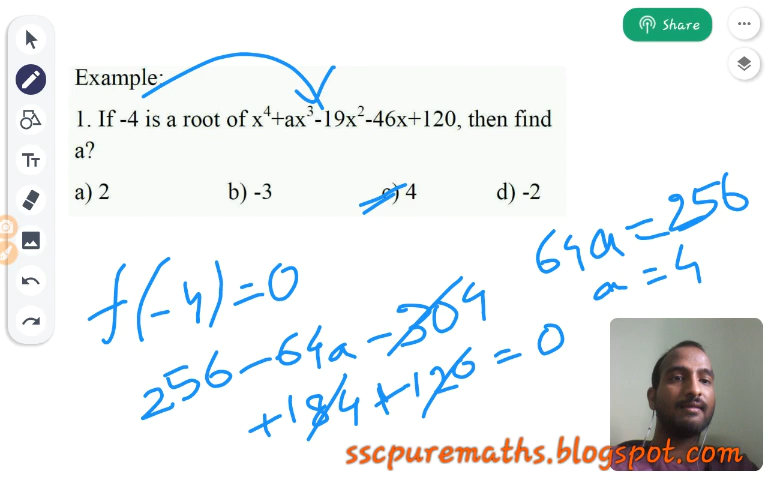 Share
Example:
1. If -4 is a root of x⁴+ax³-19x²-46x+120, then find
a?
a) 2 b) -3 c) 4 d) -2
f(-4)=0
64a=256
a=4
256-64a-304
+184+120=0
TT
sscpuremaths.blogspot.com